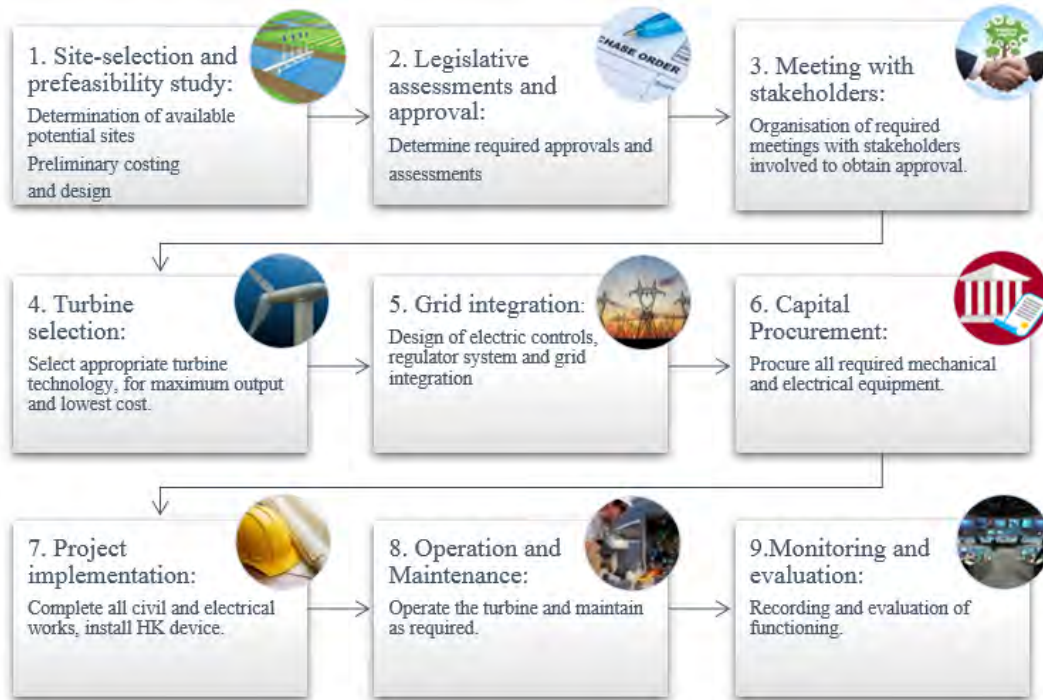 1. Site-selection and
prefeasibility study:
Determination of available
potential sites
Preliminary costing
and design
2. Legislative
assessments and
approval:
Determine required approvals and
assessments
CHASE ORDER
3. Meeting with
stakeholders:
Organisation of required
meetings with stakeholders
involved to obtain approval.
4. Turbine
selection:
Select appropriate turbine
technology, for maximum output
and lowest cost.
5. Grid integration:
Design of electric controls,
regulator system and grid
integration
6. Capital
Procurement:
Procure all required mechanical
and electrical equipment.
7. Project
implementation:
Complete all civil and electrical
works, install HK device.
8. Operation and
Maintenance:
Operate the turbine and maintain
as required.
9.Monitoring and
evaluation:
Recording and evaluation of
functioning.